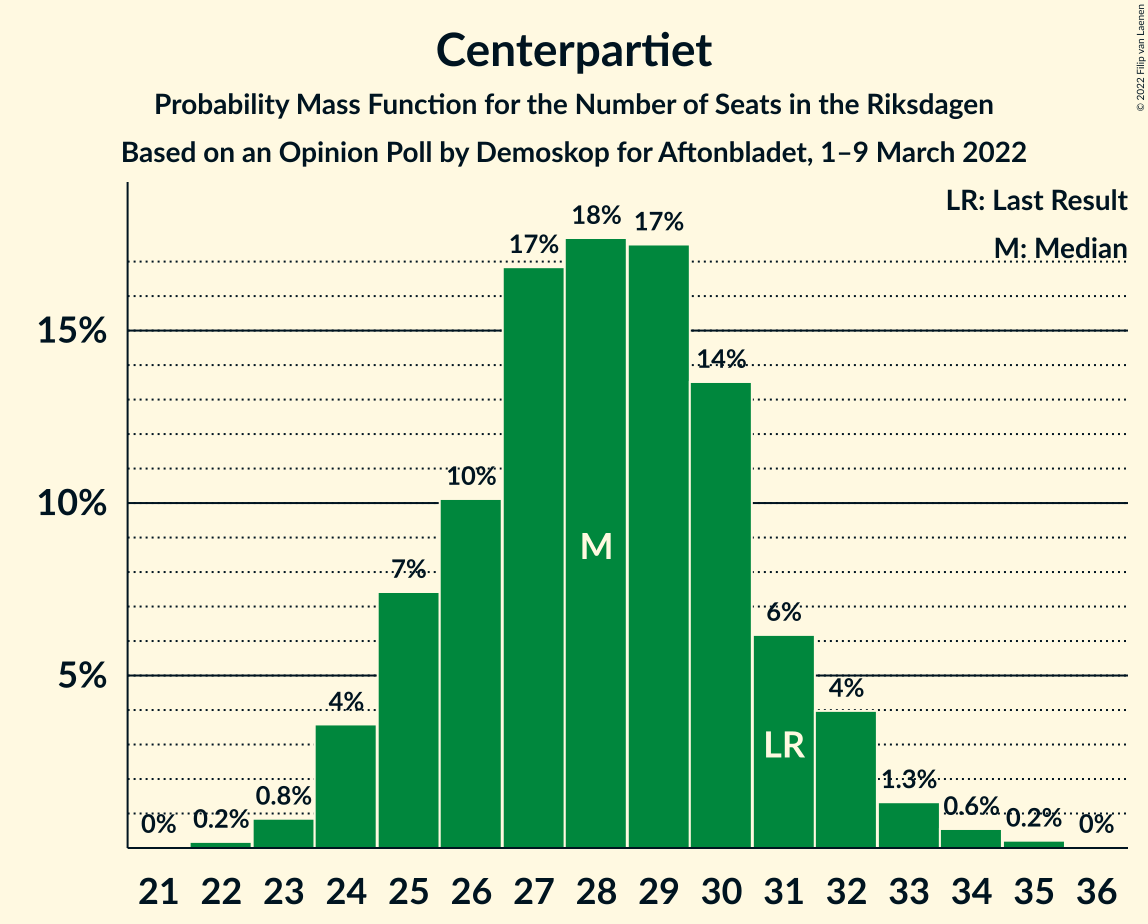 Centerpartiet
Probability Mass Function for the Number of Seats in the Riksdagen
Based on an Opinion Poll by Demoskop for Aftonbladet, 1–9 March 2022
© 2022 Filip van Laenen
LR: Last Result
M: Median
15%
10%
5%
0%
0.2%
0.8%
4%
7%
10%
17%
18%
17%
14%
6%
4%
1.3%
0.6%
0.2%
0%
M
LR
21 22 23 24 25 26 27 28 29 30 31 32 33 34 35 36